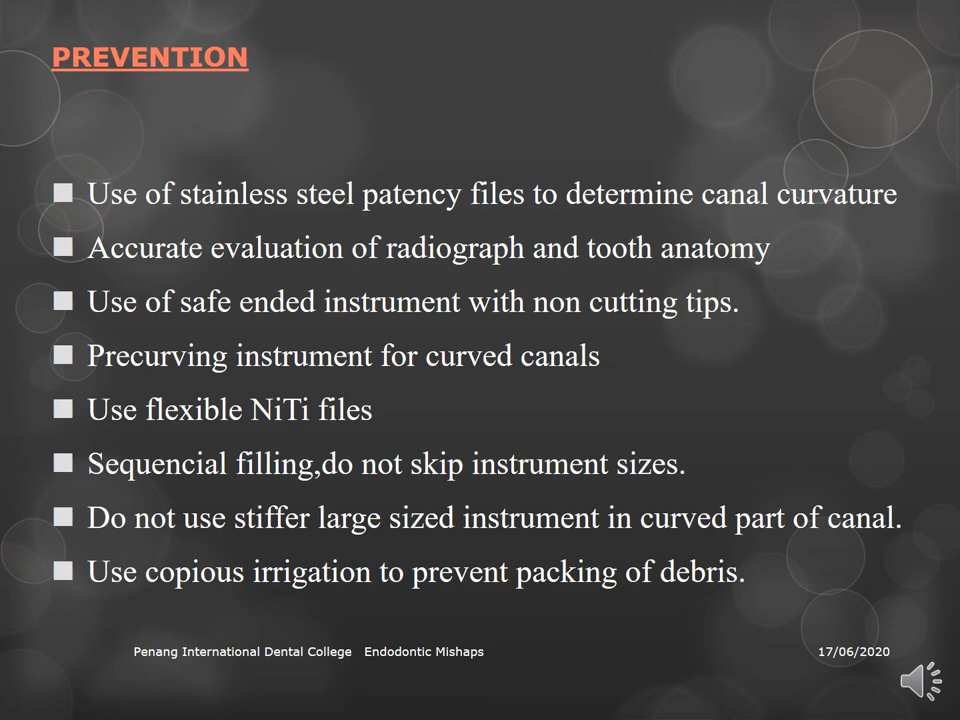 PREVENTION
Use of stainless steel patency files to determine canal curvature
Accurate evaluation of radiograph and tooth anatomy
Use of safe ended instrument with non cutting tips.
Precurving instrument for curved canals
Use flexible NiTi files
Sequencial filling,do not skip instrument sizes.
Do not use stiffer large sized instrument in curved part of canal.
Use copious irrigation to prevent packing of debris.
Penang International Dental College Endodontic Mishaps 17/06/2020